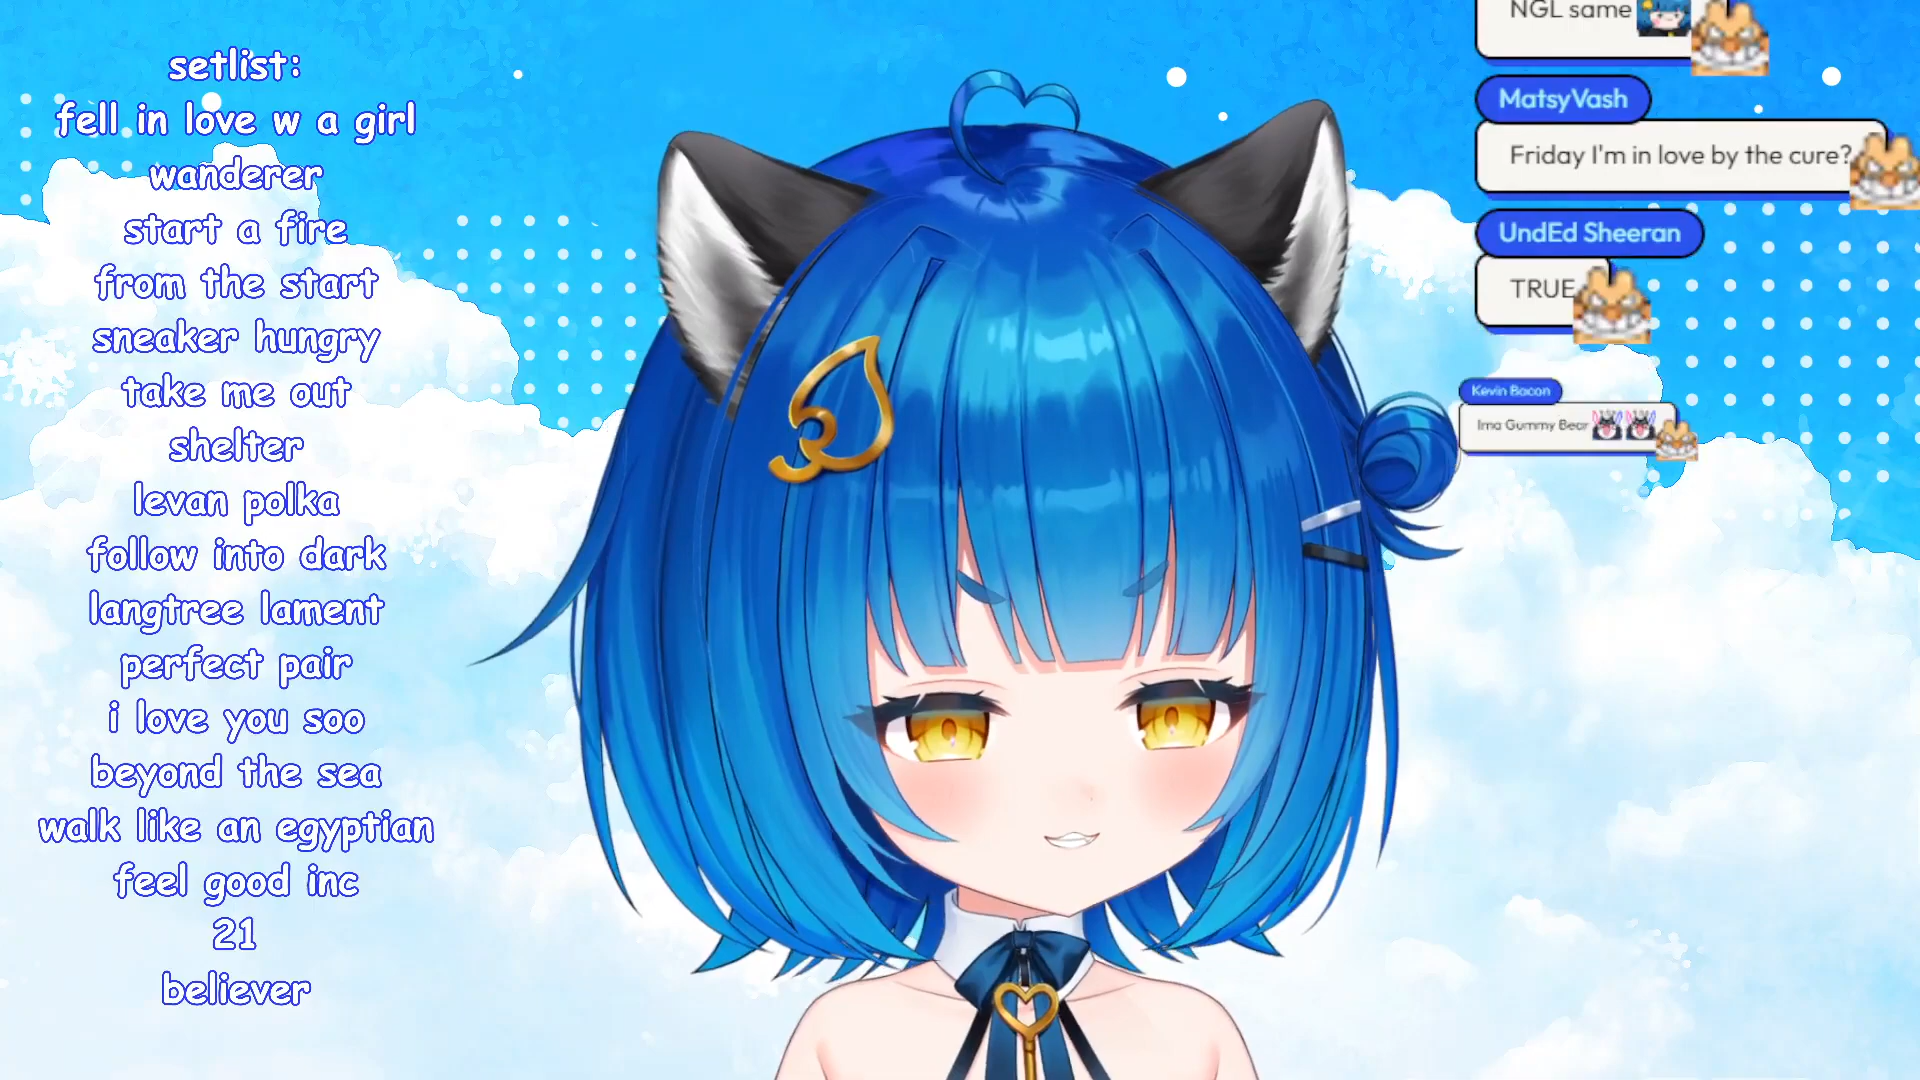 setlist:
fell in love w a girl
wanderer
start a fire
from the start
sneaker hungry
take me out
shelter
levan polka
follow into dark
langtree lament
perfect pair
i love you soo
beyond the sea
walk like an egyptian
feel good inc
21
believer
NGL same
MatsyVash
Friday I'm in love by the cure?
UndEd Sheeran
TRUE
Kevin Bacon
Ima Gummy Bear